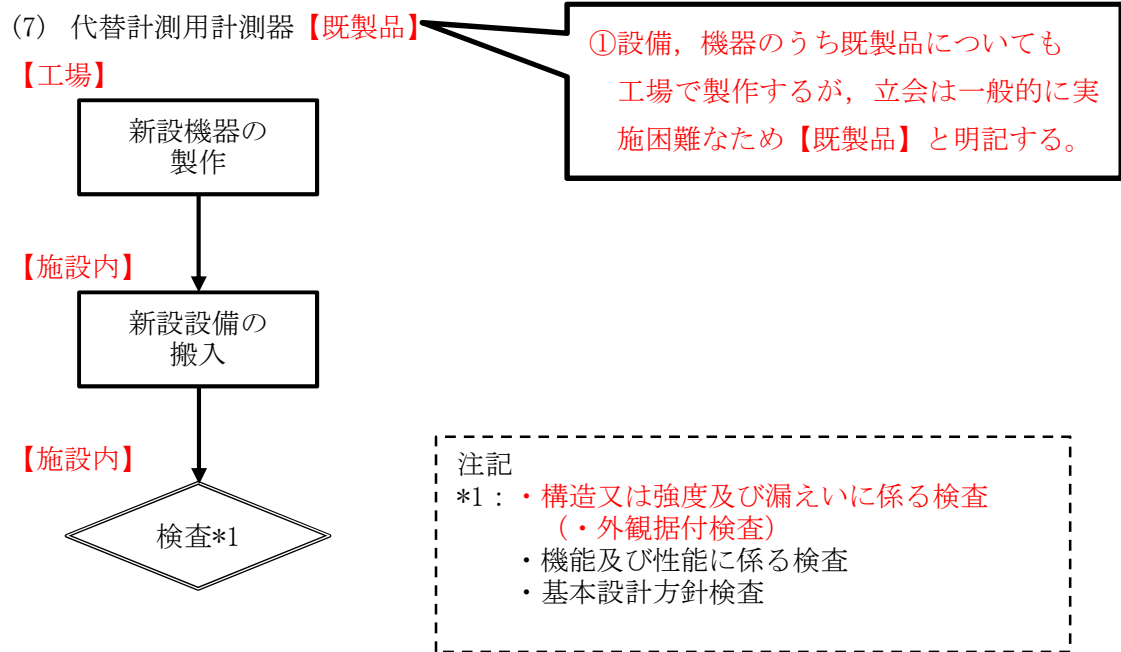 (7) 代替計測用計測器【既製品】
①設備，機器のうち既製品についても
工場で製作するが，立会は一般的に実
施困難なため【既製品】と明記する。
【工場】
新設機器の
製作
【施設内】
新設設備の
搬入
【施設内】
検査*1
注記
*1：・構造又は強度及び漏えいに係る検査
（・外観据付検査）
・機能及び性能に係る検査
・基本設計方針検査